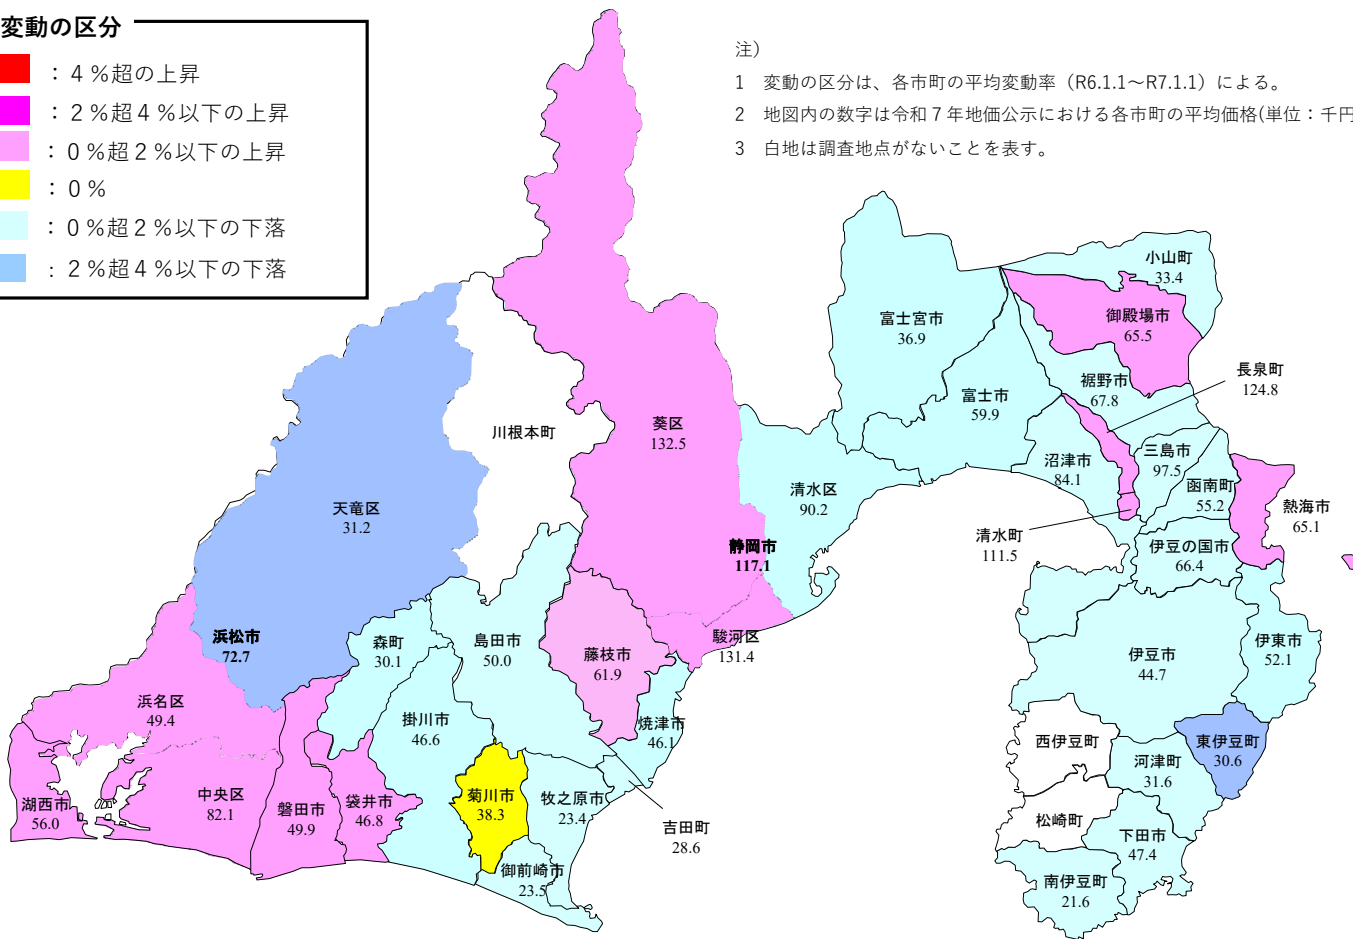 変動の区分
：４％超の上昇
：２％超４％以下の上昇
：０％超２％以下の上昇
：０％
：０％超２％以下の下落
：２％超４％以下の下落
注）
1 変動の区分は、各市町の平均変動率（R6.1.1～R7.1.1）による。
2 地図内の数字は令和７年地価公示における各市町の平均価格(単位：千円
3 白地は調査地点がないことを表す。
小山町
33.4
御殿場市
65.5
富士宮市
36.9
長泉町
124.8
裾野市
67.8
富士市
59.9
葵区
132.5
川根本町
三島市
97.5
沼津市
84.1
函南町
55.2
清水区
90.2
熱海市
65.1
天竜区
31.2
清水町
111.5
静岡市
117.1
伊豆の国市
66.4
浜松市
72.7
森町
30.1
島田市
50.0
駿河区
131.4
藤枝市
61.9
伊豆市
44.7
伊東市
52.1
浜名区
49.4
掛川市
46.6
焼津市
46.1
西伊豆町
東伊豆町
30.6
河津町
31.6
湖西市
56.0
中央区
82.1
磐田市
49.9
袋井市
46.8
菊川市
38.3
牧之原市
23.4
吉田町
28.6
松崎町
下田市
47.4
御前崎市
23.5
南伊豆町
21.6